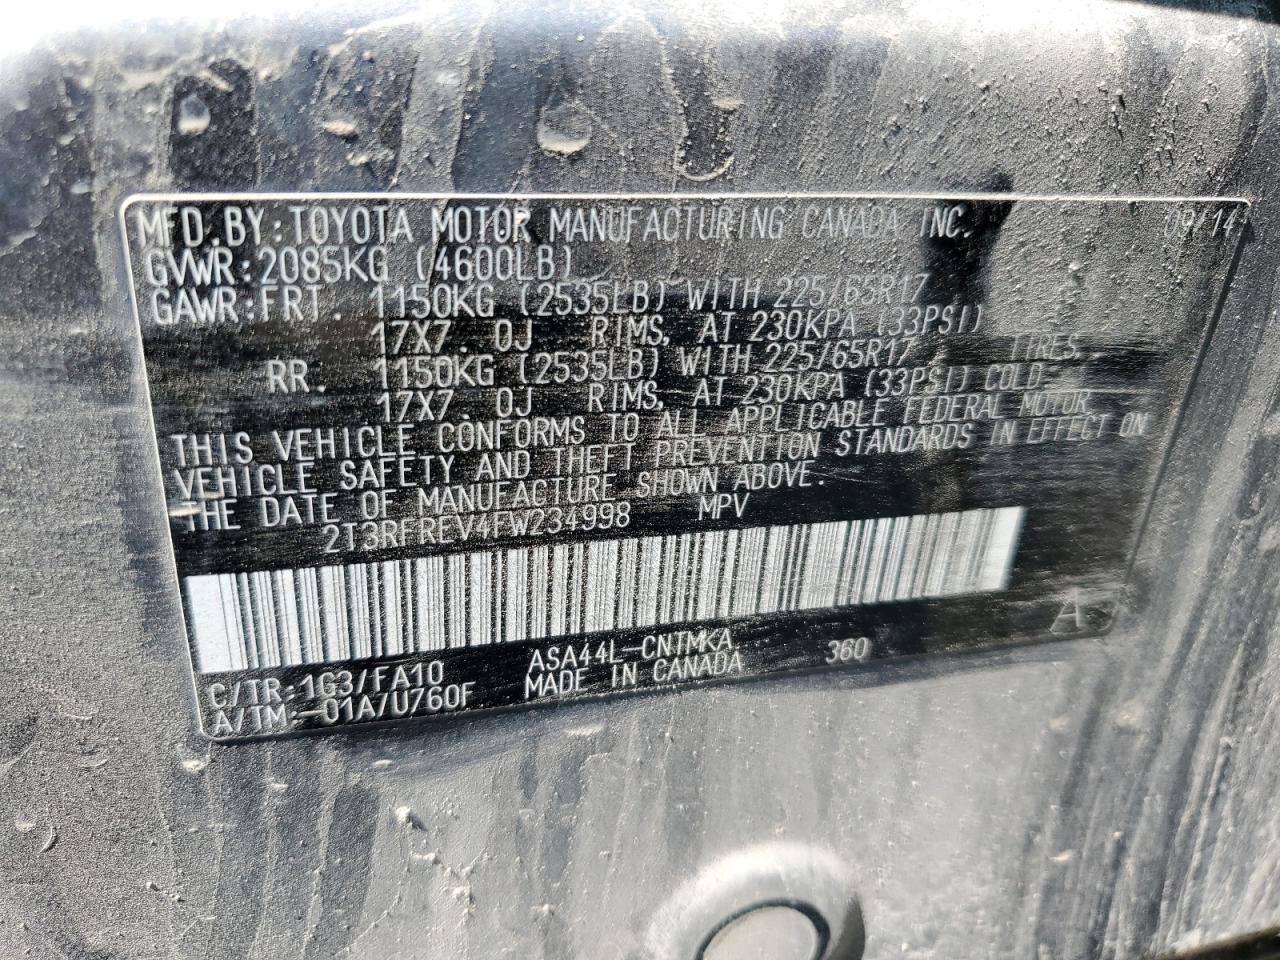 MFD.BY:TOYOTA MOTOR MANUFACTURING CANADA INC. 09/14
GVWR:2085KG (4600LB)
GAWR:FRT. 1150KG (2535LB) WITH 225/65R17
17X7.0J RIMS, AT 230KPA (33PSI)
RR. 1150KG (2535LB) WITH 225/65R17 TIRES,
17X7.0J RIMS, AT 230KPA (33PSI) COLD
THIS VEHICLE CONFORMS TO ALL APPLICABLE FEDERAL MOTOR
VEHICLE SAFETY AND THEFT PREVENTION STANDARDS IN EFFECT ON
THE DATE OF MANUFACTURE SHOWN ABOVE.
2T3RFREV4FW234998 MPV
C/TR:1G3/FA10 ASA44L-CNTMKA 360
A/TM:-01A/U760F MADE IN CANADA
A